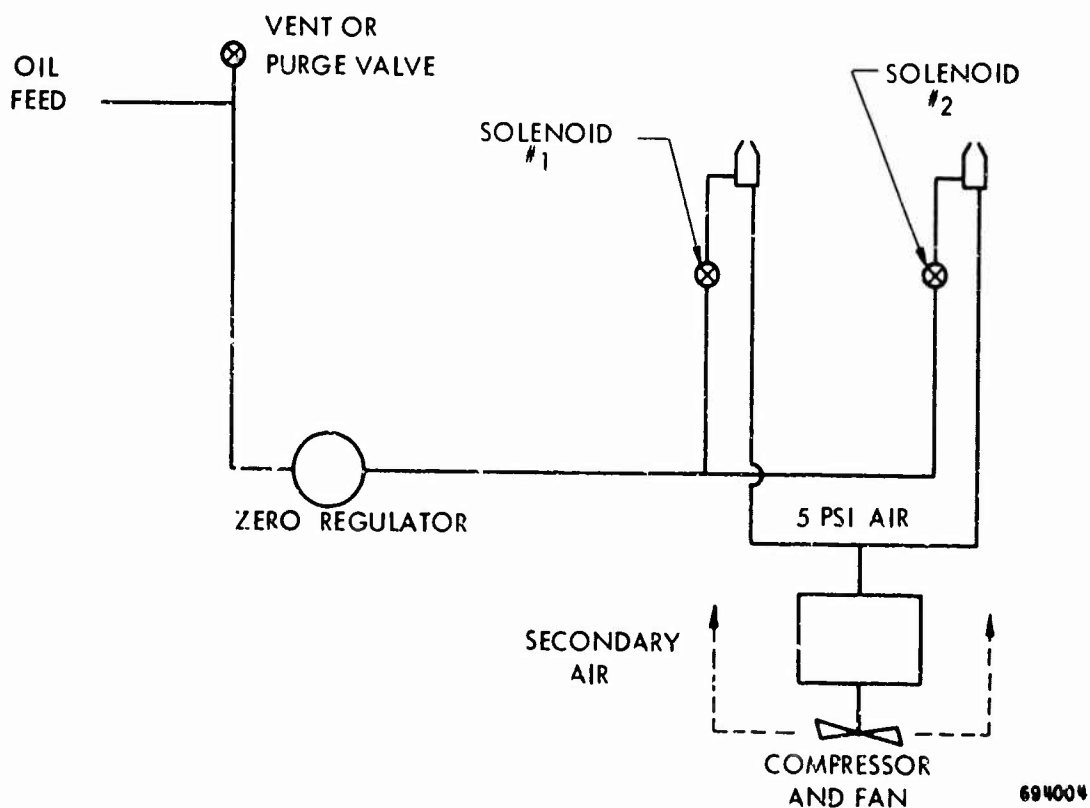 VENT OR
PURGE VALVE
OIL
FEED
SOLENOID
#1
SOLENOID
#2
ZERO REGULATOR
5 PSI AIR
SECONDARY
AIR
COMPRESSOR
AND FAN
694004